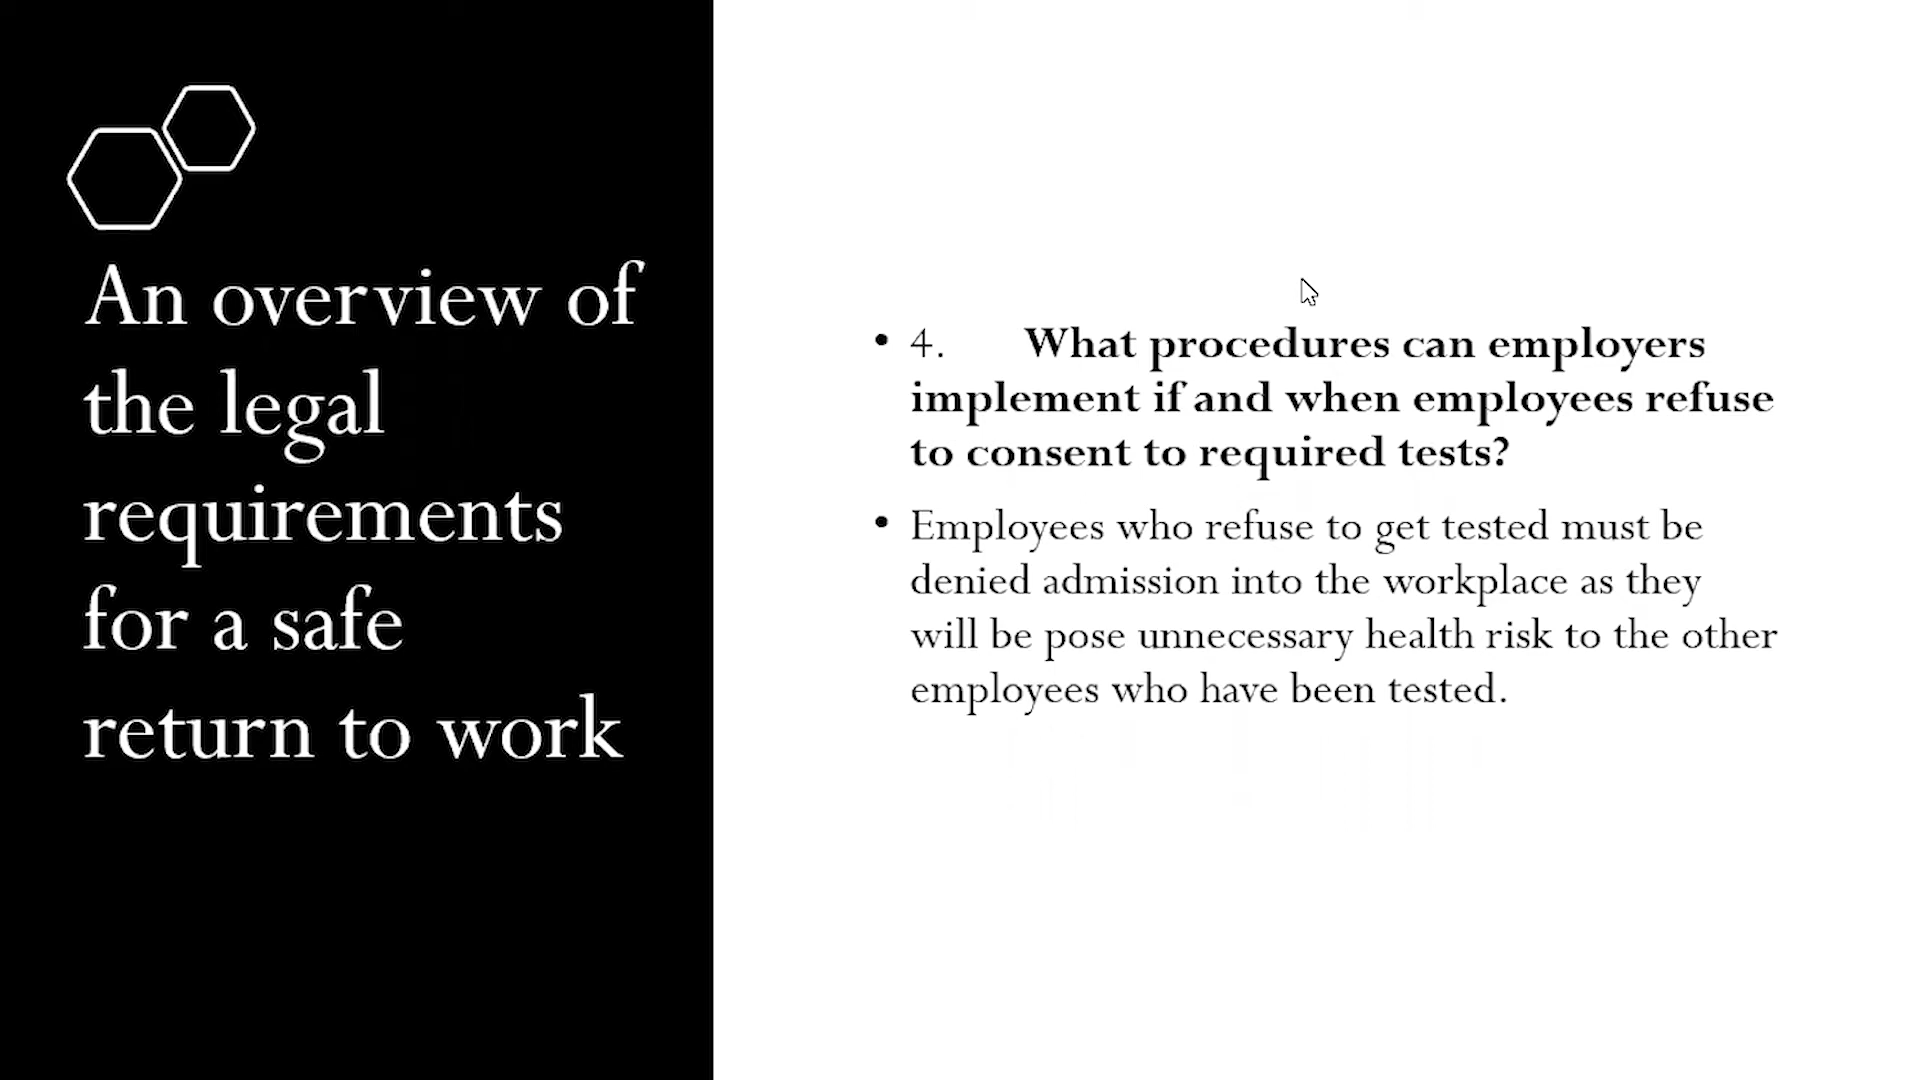 An overview of
the legal
requirements
for a safe
return to work
• 4. What procedures can employers
implement if and when employees refuse
to consent to required tests?
• Employees who refuse to get tested must be
denied admission into the workplace as they
will be pose unnecessary health risk to the other
employees who have been tested.